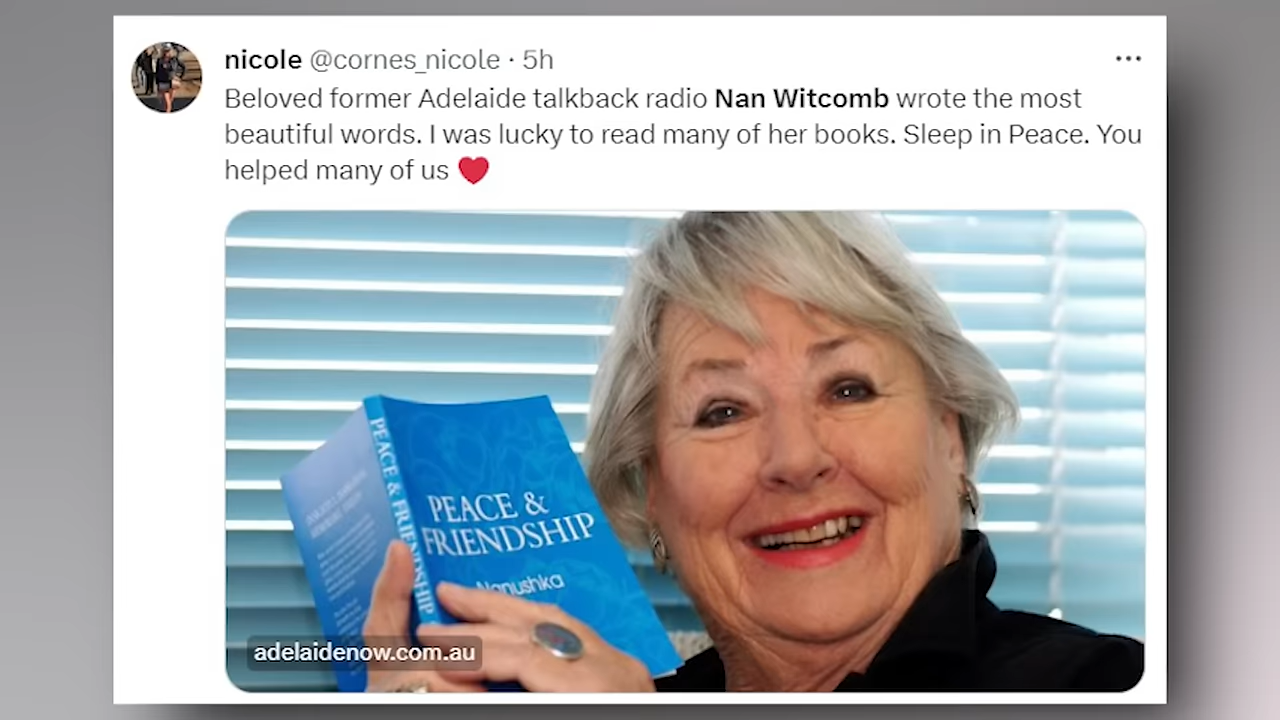 nicole @cornes_nicole · 5h
Beloved former Adelaide talkback radio Nan Witcomb wrote the most
beautiful words. I was lucky to read many of her books. Sleep in Peace. You
helped many of us ❤️
PEACE & FRIENDSHIP
PEACE &
FRIENDSHIP
Nanushka
adelaidenow.com.au